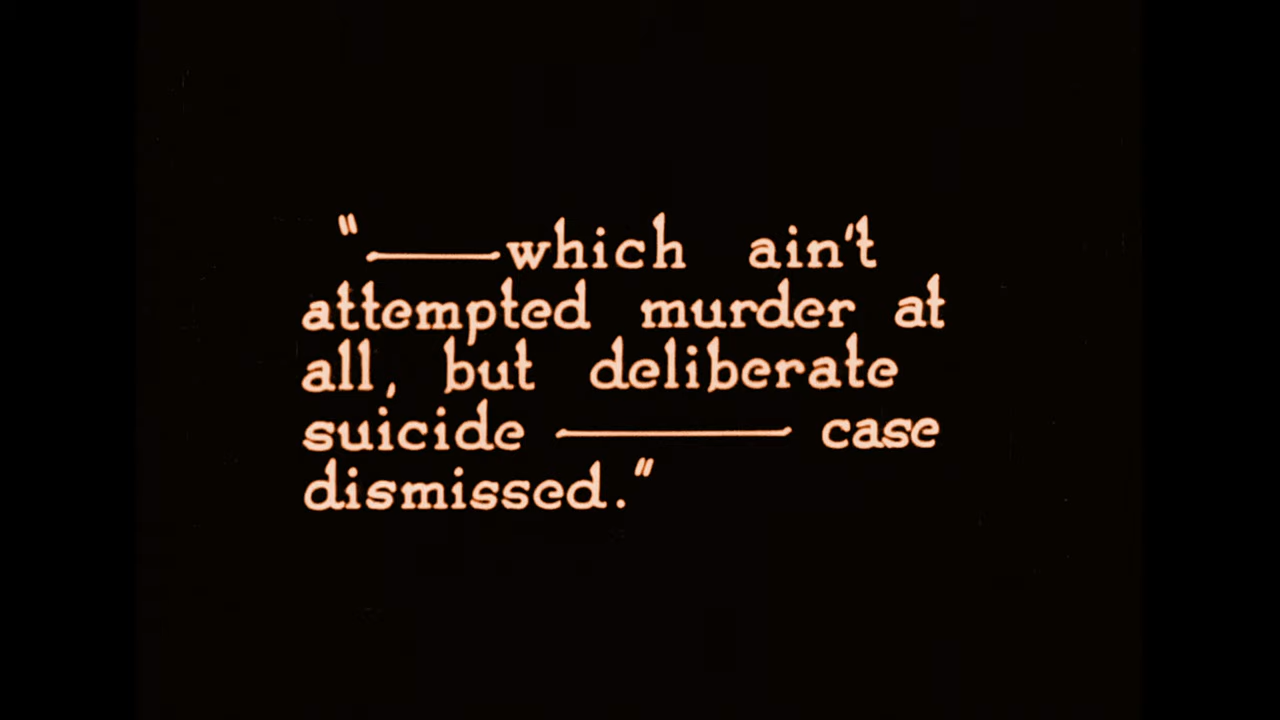 "——which ain't
attempted murder at
all, but deliberate
suicide ——— case
dismissed."